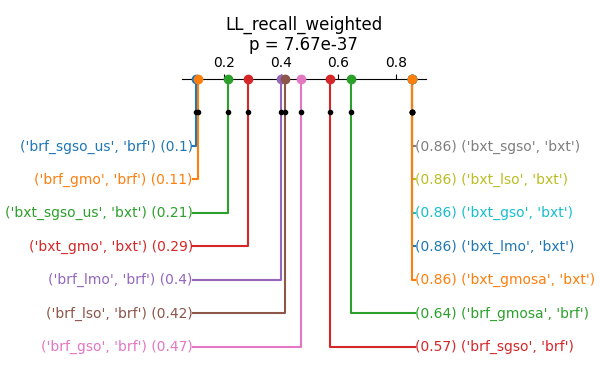 LL_recall_weighted
p = 7.67e-37
0.2 0.4 0.6 0.8
('brf_sgso_us', 'brf') (0.1)
(0.86) ('bxt_sgso', 'bxt')
('brf_gmo', 'brf') (0.11)
(0.86) ('bxt_lso', 'bxt')
('bxt_sgso_us', 'bxt') (0.21)
(0.86) ('bxt_gso', 'bxt')
('bxt_gmo', 'bxt') (0.29)
(0.86) ('bxt_lmo', 'bxt')
('brf_lmo', 'brf') (0.4)
(0.86) ('bxt_gmosa', 'bxt')
('brf_lso', 'brf') (0.42)
(0.64) ('brf_gmosa', 'brf')
('brf_gso', 'brf') (0.47)
(0.57) ('brf_sgso', 'brf')